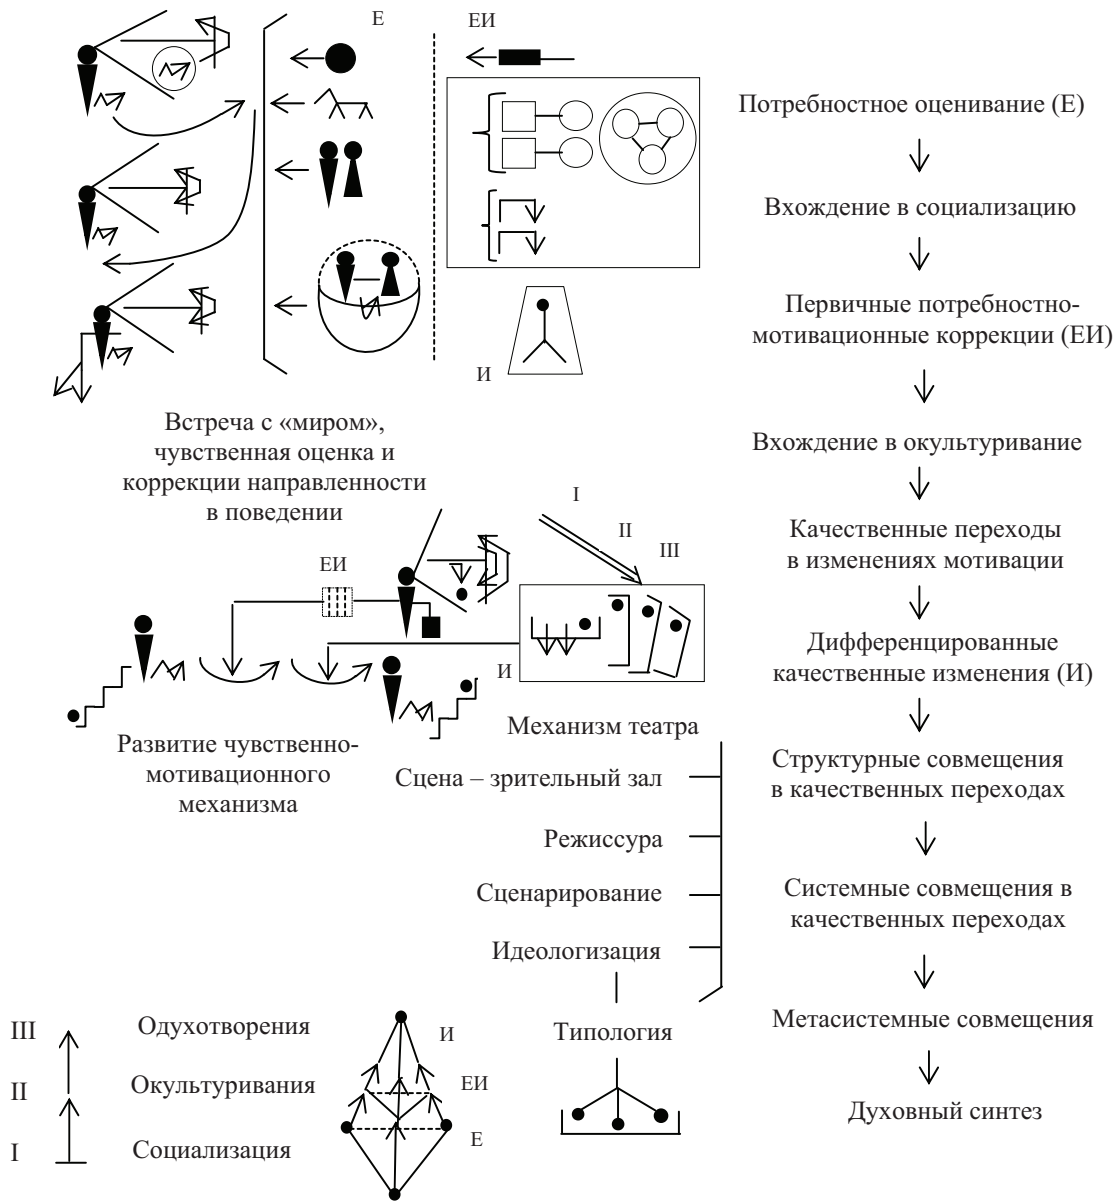 Е
ЕИ
И
Встреча с «миром»,
чувственная оценка и
коррекции направленности
в поведении
I
II
III
ЕИ
И
Развитие чувственно-
мотивационного
механизма
Механизм театра
Сцена – зрительный зал
Режиссура
Сценарирование
Идеологизация
Типология
III
Одухотворения
II
Окультуривания
I
Социализация
И
ЕИ
Е
Потребностное оценивание (Е)
Вхождение в социализацию
Первичные потребностно-
мотивационные коррекции (ЕИ)
Вхождение в окультуривание
Качественные переходы
в изменениях мотивации
Дифференцированные
качественные изменения (И)
Структурные совмещения
в качественных переходах
Системные совмещения в
качественных переходах
Метасистемные совмещения
Духовный синтез